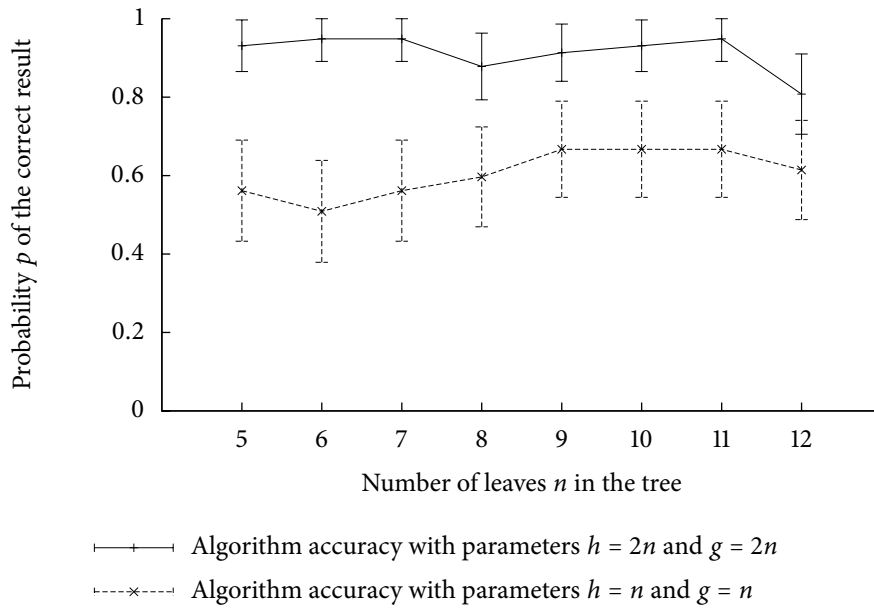 1
0.8
0.6
0.4
0.2
0
Probability p of the correct result
5 6 7 8 9 10 11 12
Number of leaves n in the tree
Algorithm accuracy with parameters h = 2n and g = 2n
Algorithm accuracy with parameters h = n and g = n